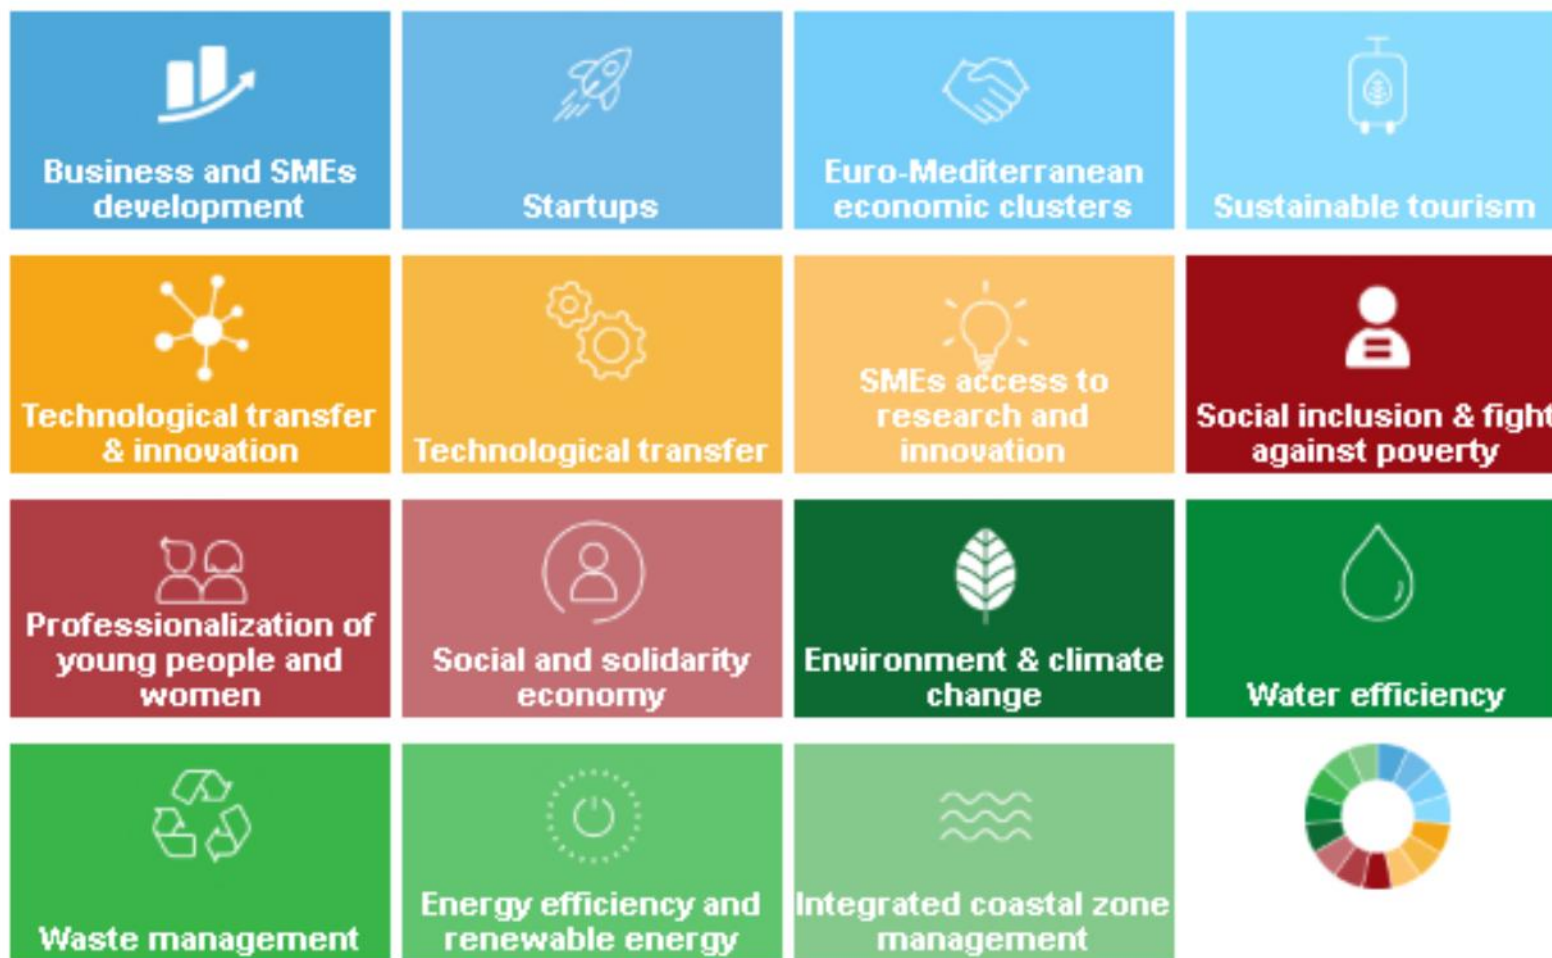 Business and SMEs
development
Startups
Euro-Mediterranean
economic clusters
Sustainable tourism
Technological transfer
& innovation
Technological transfer
SMEs access to
research and
innovation
Social inclusion & fight
against poverty
Professionalization of
young people and
women
Social and solidarity
economy
Environment & climate
change
Water efficiency
Waste management
Energy efficiency and
renewable energy
Integrated coastal zone
management